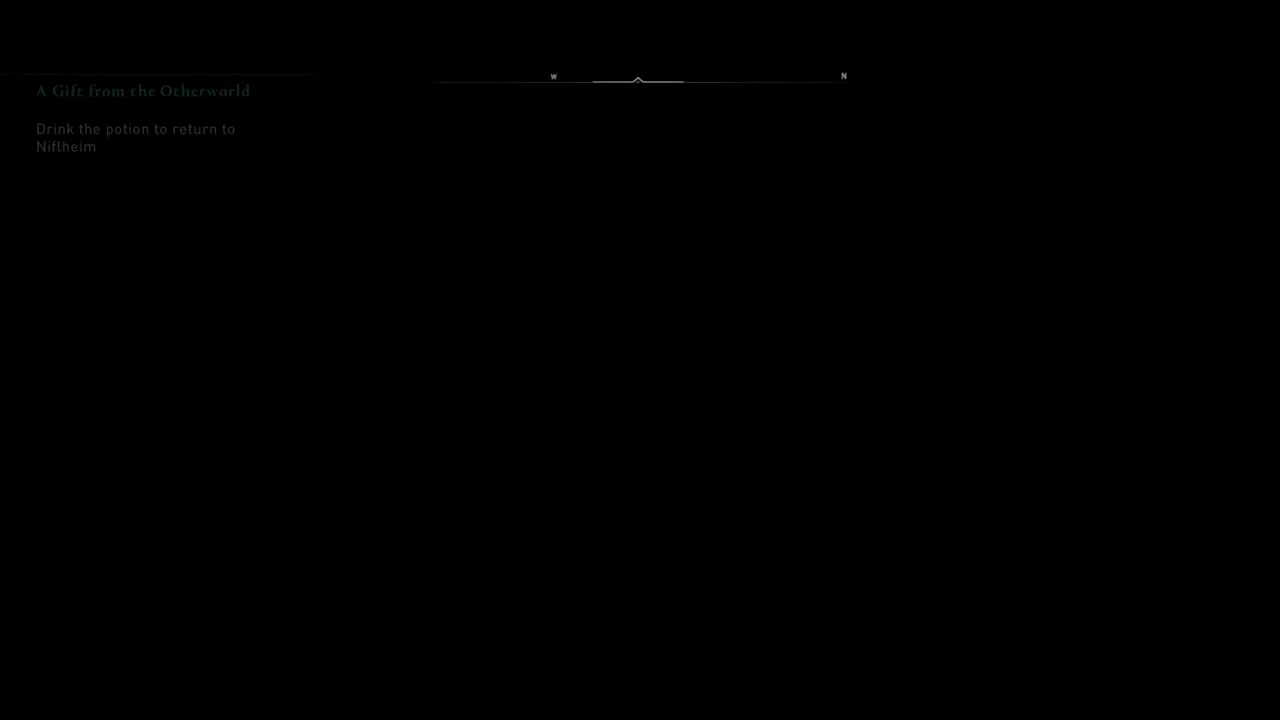 W N
A Gift from the Otherworld
Drink the potion to return to
Niflheim